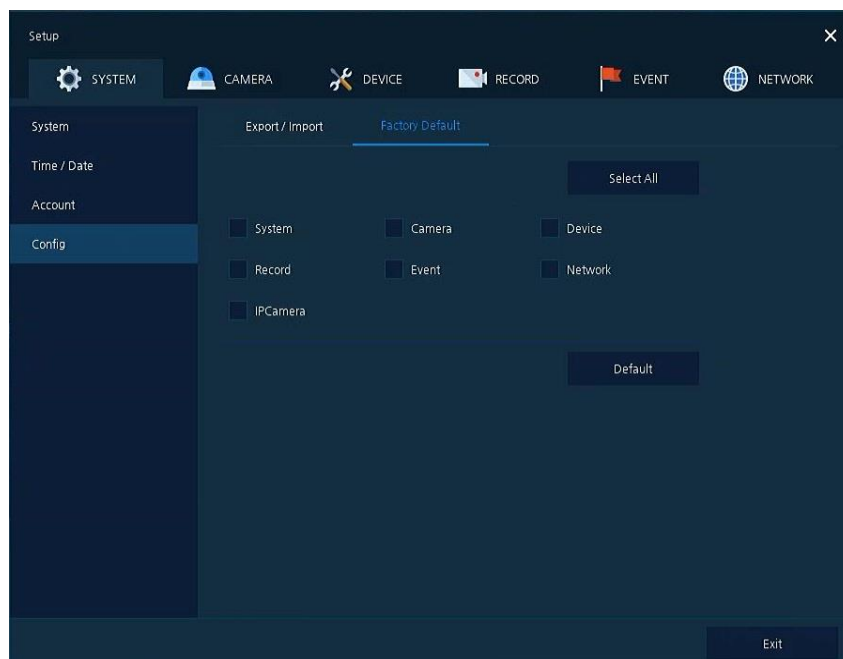 Setup
SYSTEM CAMERA DEVICE RECORD EVENT NETWORK
System
Time / Date
Account
Config
Export / Import Factory Default
Select All
System Camera Device
Record Event Network
IPCamera
Default
Exit